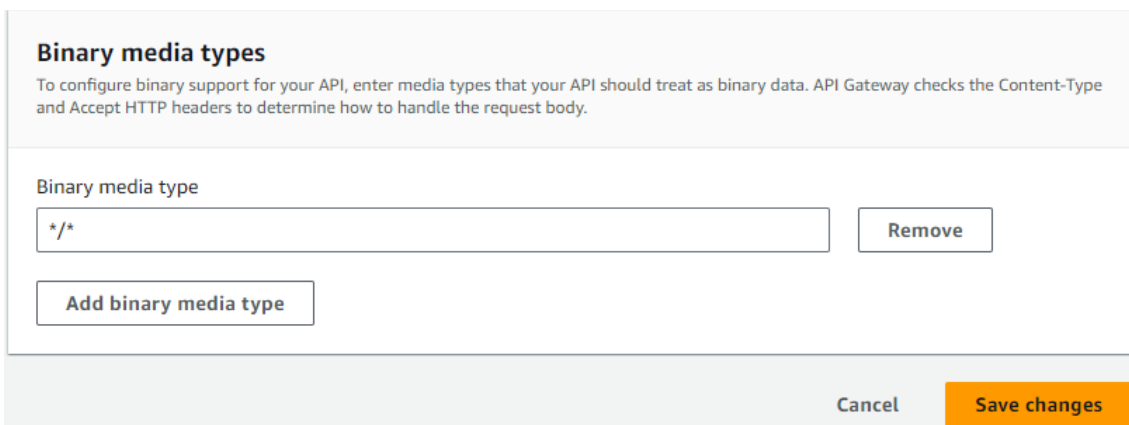 Binary media types
To configure binary support for your API, enter media types that your API should treat as binary data. API Gateway checks the Content-Type
and Accept HTTP headers to determine how to handle the request body.
Binary media type
*/*
Remove
Add binary media type
Cancel
Save changes